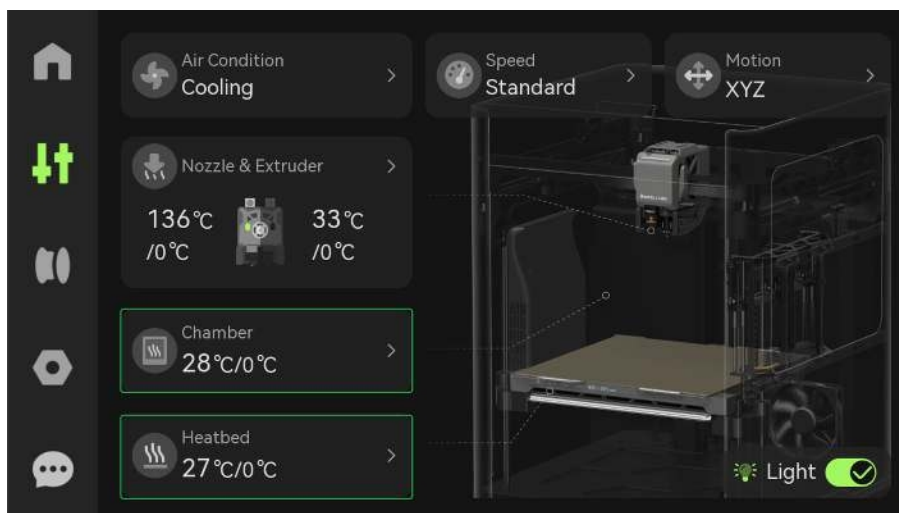 Air Condition
Cooling
Speed
Standard
Motion
XYZ
Nozzle & Extruder
136℃
/0℃
33℃
/0℃
Chamber
28℃/0℃
Heatbed
27℃/0℃
Light